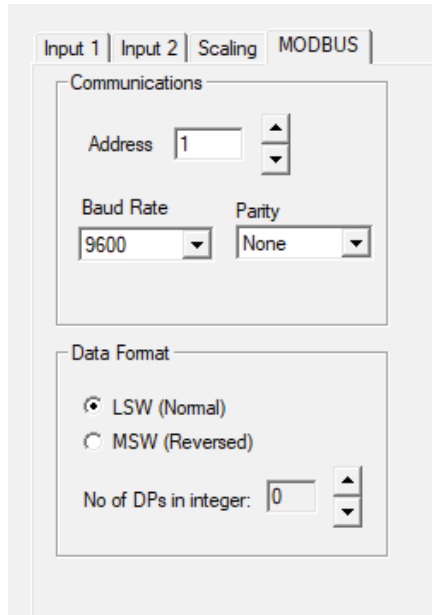 Input 1 Input 2 Scaling MODBUS
Communications
Address 1
Baud Rate Parity
9600 None
Data Format
LSW (Normal)
MSW (Reversed)
No of DPs in integer: 0